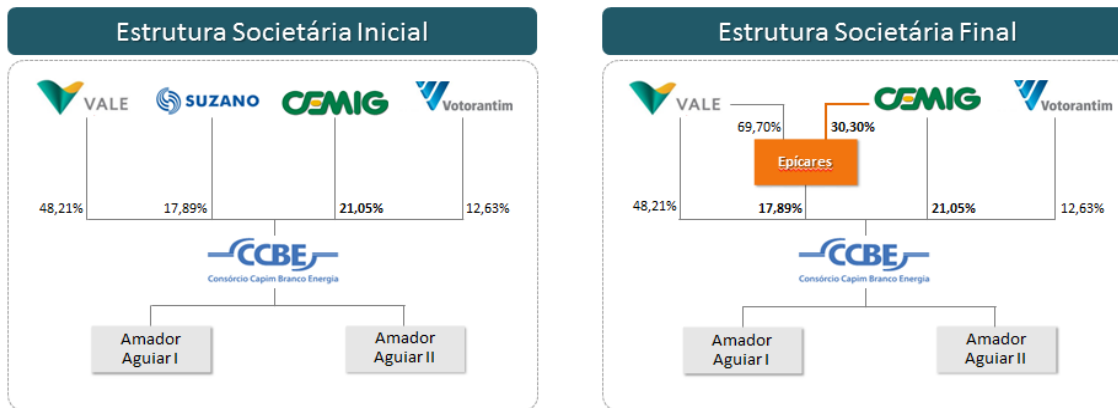 Estrutura Societária Inicial
VALE
SUZANO
CEMIG
Votorantim
48,21%
17,89%
21,05%
12,63%
CCBE
Consórcio Capim Branco Energia
Amador
Aguiar I
Amador
Aguiar II
Estrutura Societária Final
VALE
CEMIG
Votorantim
69,70%
30,30%
Epícares
48,21%
17,89%
21,05%
12,63%
CCBE
Consórcio Capim Branco Energia
Amador
Aguiar I
Amador
Aguiar II